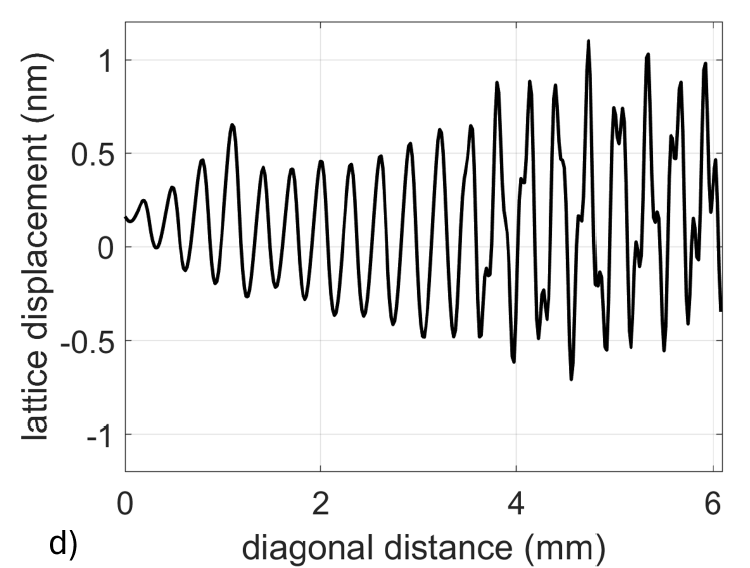 lattice displacement (nm)
1
0.5
0
-0.5
-1
0 2 4 6
diagonal distance (mm)
d)